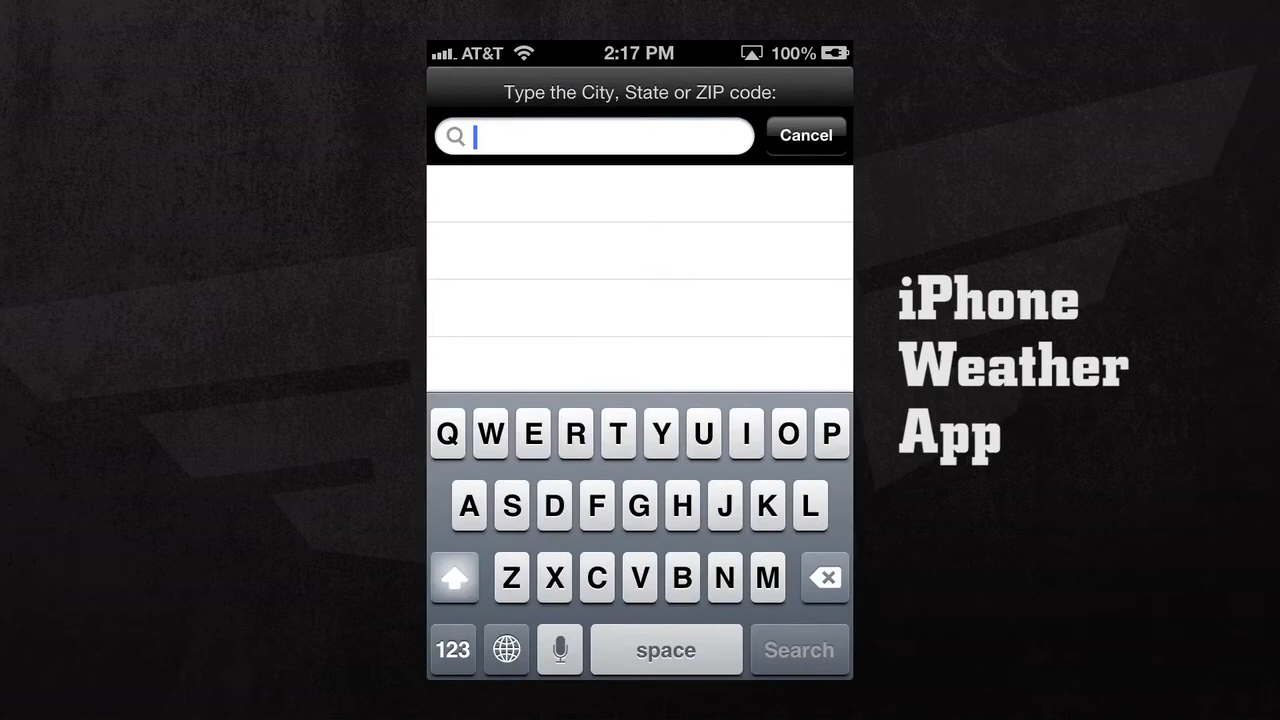 AT&T 2:17 PM 100%
Type the City, State or ZIP code:
Cancel
iPhone
Weather
App
Q W E R T Y U I O P
A S D F G H J K L
Z X C V B N M
123 space Search